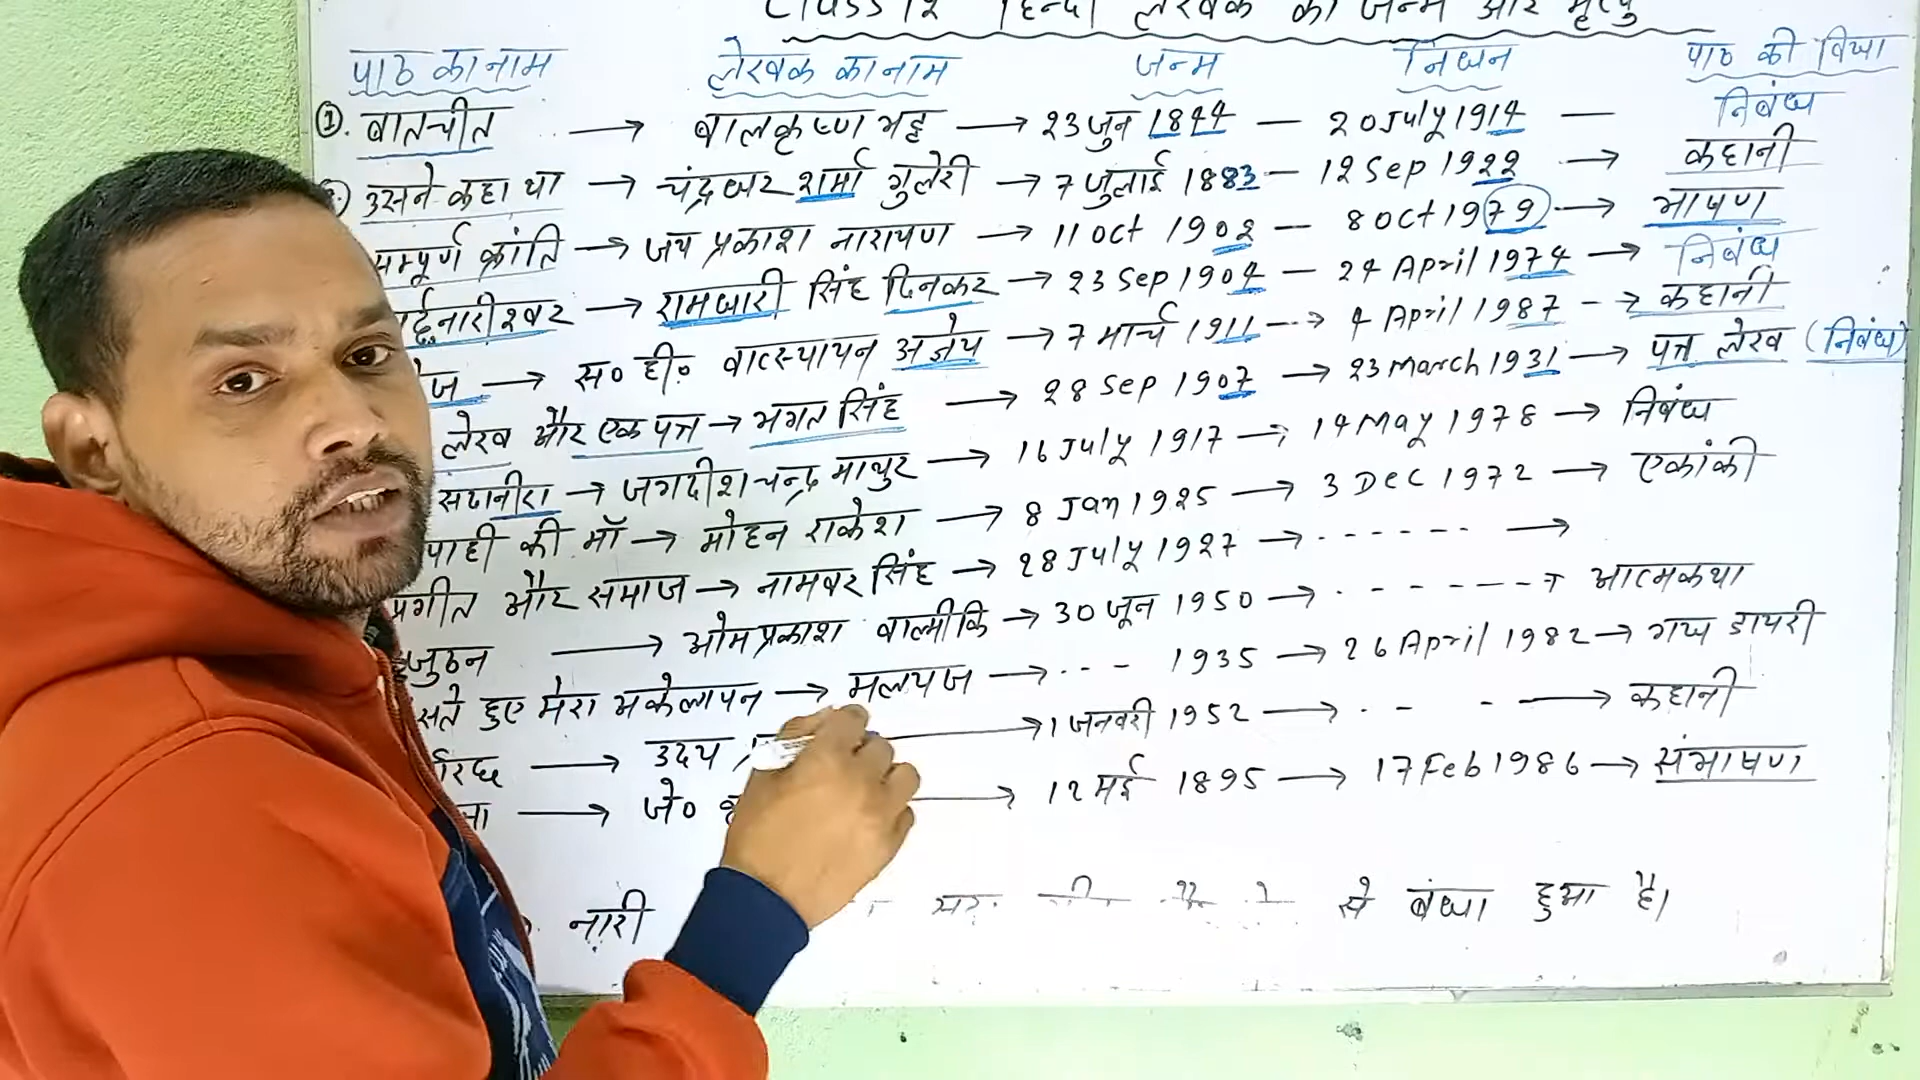 Class 12 हिन्दी लेखक का जन्म और मृत्यु
पाठ का नाम लेखक का नाम जन्म निधन पाठ की विधा
①. बातचीत → बालकृष्ण भट्ट → 23 जुन 1844 — 20 July 1914 — निबंध
उसने कहा था → चंद्रधर शर्मा गुलेरी → 7 जुलाई 1883 — 12 Sep 1922 → कहानी
सम्पूर्ण क्रांति → जय प्रकाश नारायण → 11 Oct 1902 — 8 Oct 1979 → भाषण
र्द्धनारीश्वर → रामधारी सिंह दिनकर → 23 Sep 1904 — 24 April 1974 → निबंध
ज → स० ही० वात्स्यायन अज्ञेय → 7 मार्च 1911 --→ 4 April 1987 -→ कहानी
लेख और एक पत्र → भगत सिंह → 28 Sep 1907 → 23 March 1931 → पत्र लेख (निबंध)
सदानीरा → जगदीश चन्द्र माथुर → 16 July 1917 → 14 May 1978 → निबंध
पाही की माँ → मोहन राकेश → 8 Jan 1925 → 3 Dec 1972 → एकांकी
प्रगीत और समाज → नामवर सिंह → 28 July 1927 → ------ →
जुठन → ओमप्रकाश वाल्मीकि → 30 जून 1950 → ------→ आत्मकथा
सते हुए मेरा अकेलापन → मलयज → -- - 1935 → 26 April 1982 → गद्य डायरी
रिछ → उदय → 1 जनवरी 1952 → - - - → कहानी
→ जे० → 12 मई 1895 → 17 Feb 1986 → संभाषण
नारी से बंधा हुआ है।